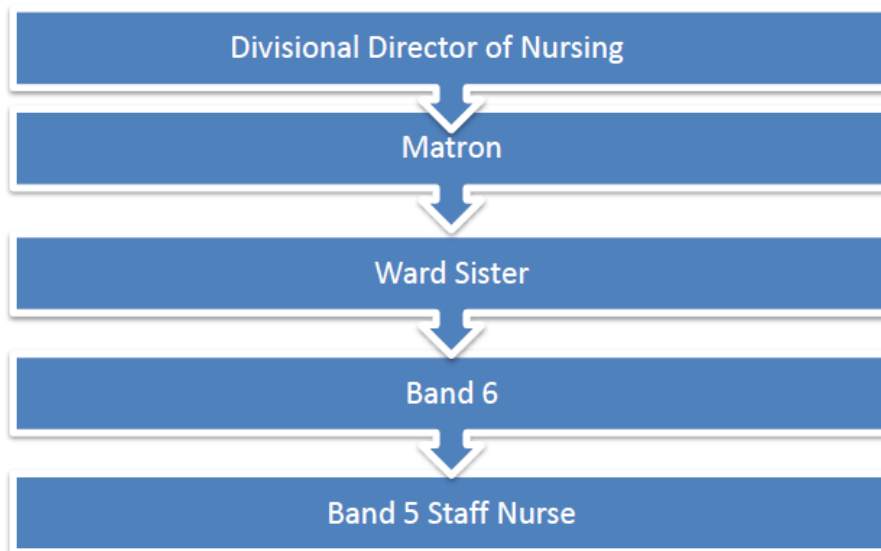 Divisional Director of Nursing
Matron
Ward Sister
Band 6
Band 5 Staff Nurse